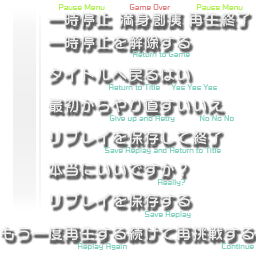 Pause Menu Game Over Pause Menu
一時停止 満身創痍 再生終了
一時停止を解除する
Return to Game
タイトルへ戻るはい
Return to Title Yes Yes Yes
最初からやり直すいいえ
Give up and Retry No No No
リプレイを保存して終了
Save Replay and Return to Title
本当にいいですか？
Really?
リプレイを保存する
Save Replay
もう一度再生する続けて再挑戦する
Replay Again Continue